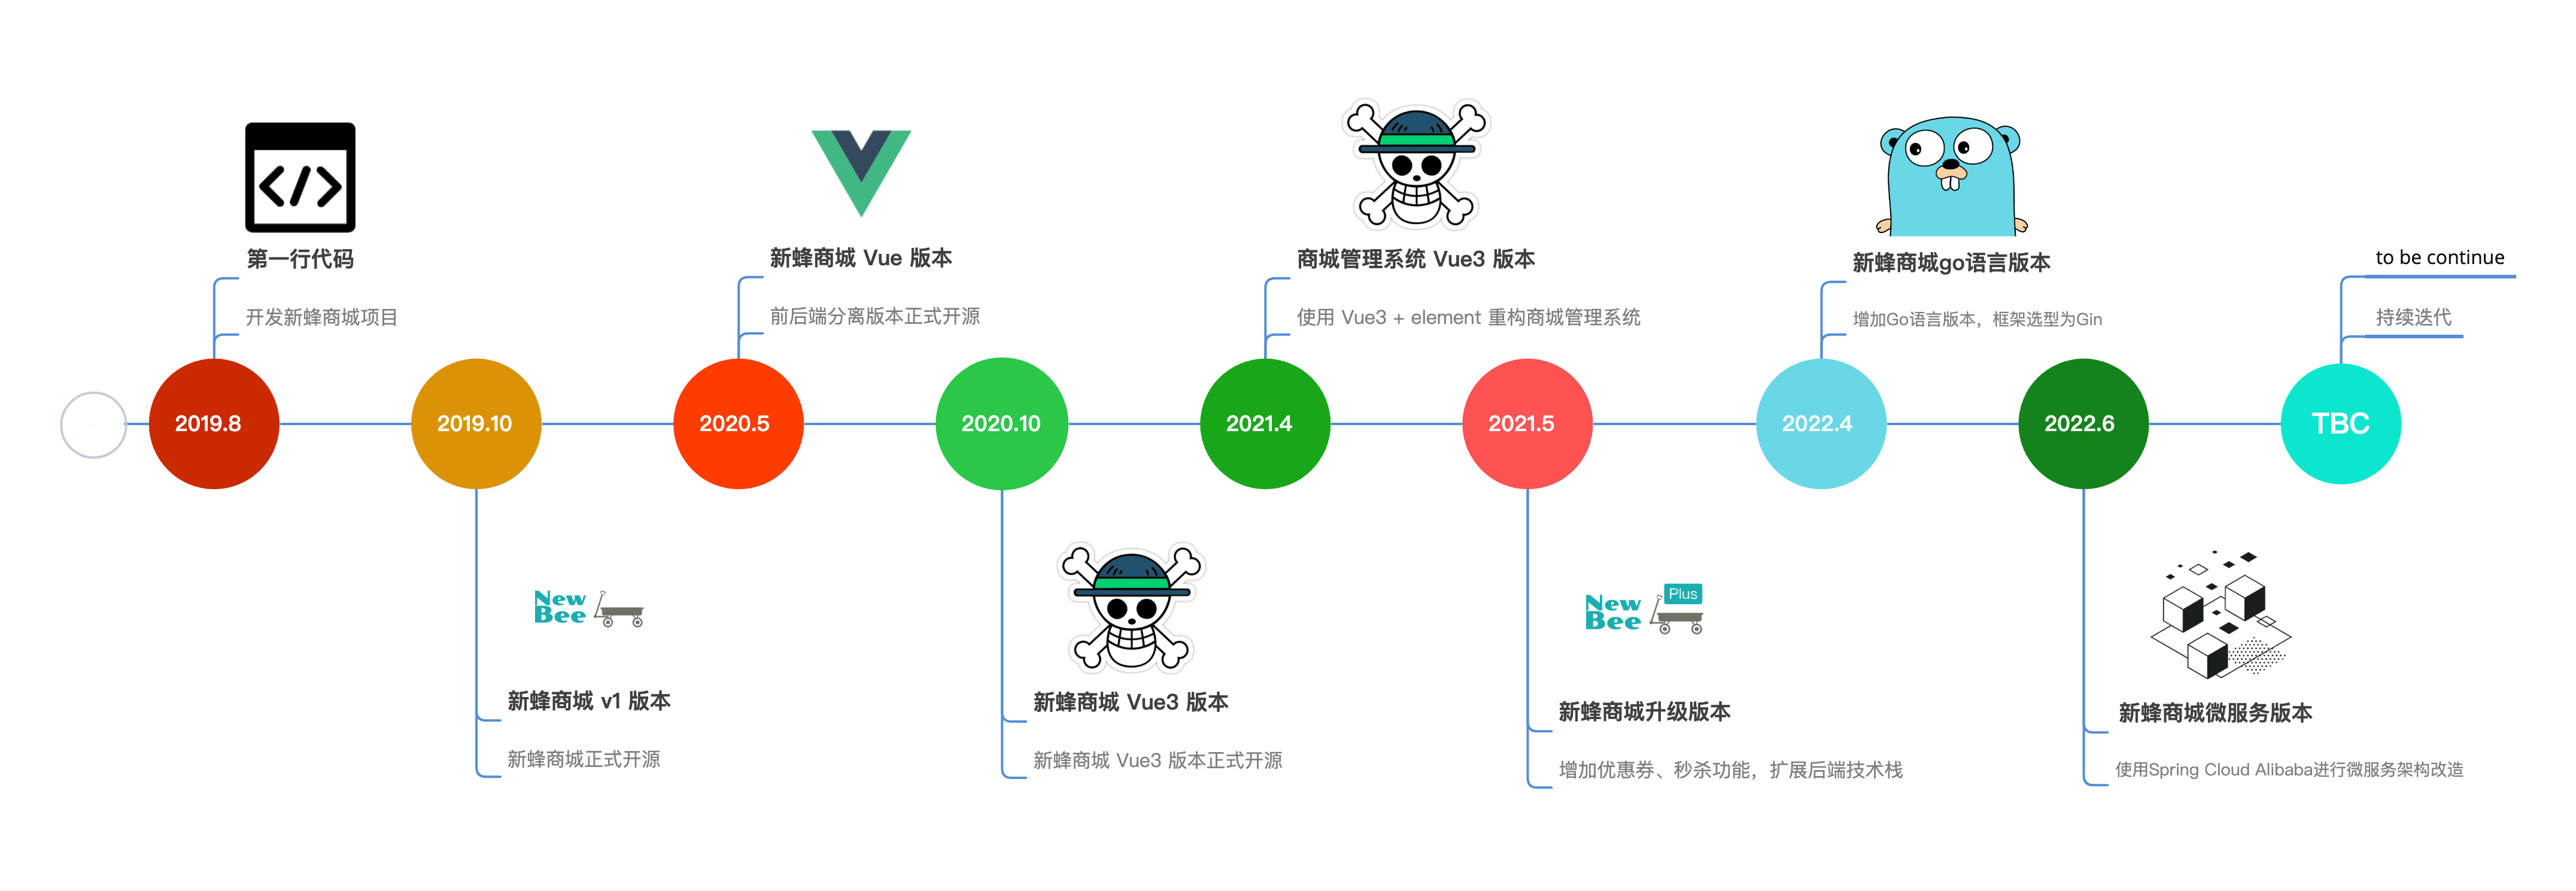 第一行代码
开发新蜂商城项目
2019.8
2019.10
New
Bee
新蜂商城 v1 版本
新蜂商城正式开源
新蜂商城 Vue 版本
前后端分离版本正式开源
2020.5
2020.10
新蜂商城 Vue3 版本
新蜂商城 Vue3 版本正式开源
商城管理系统 Vue3 版本
使用 Vue3 + element 重构商城管理系统
2021.4
2021.5
New
Bee
Plus
新蜂商城升级版本
增加优惠券、秒杀功能，扩展后端技术栈
新蜂商城go语言版本
增加Go语言版本，框架选型为Gin
2022.4
2022.6
新蜂商城微服务版本
使用Spring Cloud Alibaba进行微服务架构改造
to be continue
持续迭代
TBC